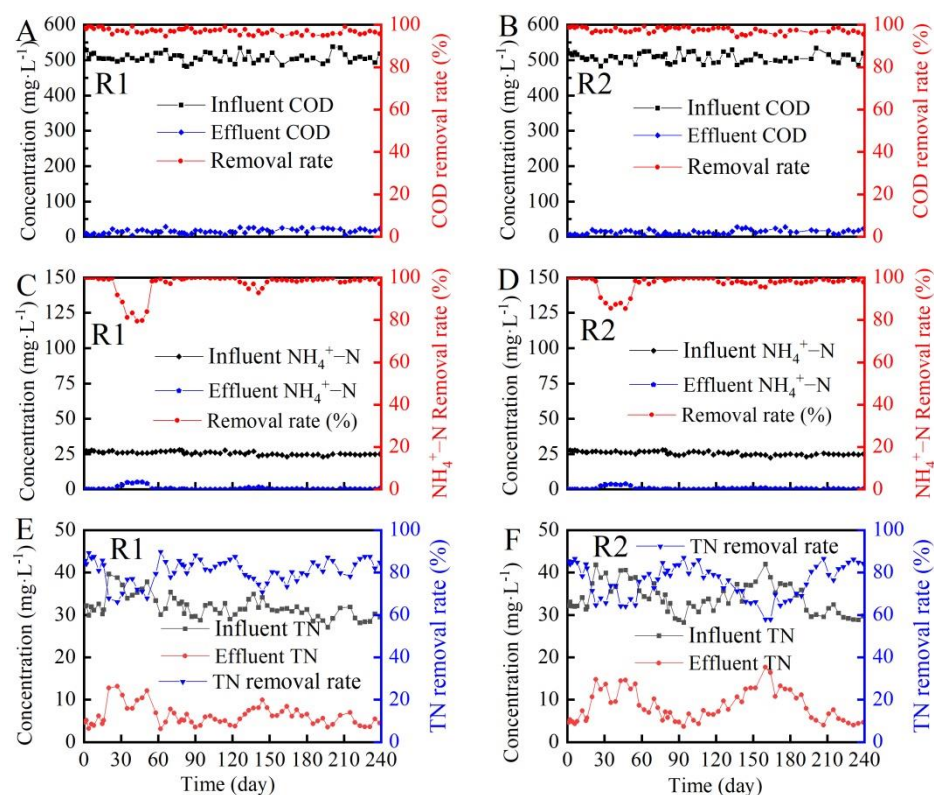 A
R1
Influent COD
Effluent COD
Removal rate
Concentration (mg·L⁻¹)
600
500
400
300
200
100
0
COD removal rate (%)
100
80
60
40
20
0
B
R2
Influent COD
Effluent COD
Removal rate
Concentration (mg·L⁻¹)
600
500
400
300
200
100
0
COD removal rate (%)
100
80
60
40
20
0
C
R1
Influent NH₄⁺−N
Effluent NH₄⁺−N
Removal rate (%)
Concentration (mg·L⁻¹)
150
125
100
75
50
25
0
NH₄⁺−N Removal rate (%)
100
80
60
40
20
0
D
R2
Influent NH₄⁺−N
Effluent NH₄⁺−N
Removal rate (%)
Concentration (mg·L⁻¹)
150
125
100
75
50
25
0
NH₄⁺−N Removal rate (%)
100
80
60
40
20
0
E
R1
Influent TN
Effluent TN
TN removal rate
Concentration (mg·L⁻¹)
50
40
30
20
10
0
TN removal rate (%)
100
80
60
40
20
0
0 30 60 90 120 150 180 210 240
Time (day)
F
R2
TN removal rate
Influent TN
Effluent TN
Concentration (mg·L⁻¹)
50
40
30
20
10
0
TN removal rate (%)
100
80
60
40
20
0
0 30 60 90 120 150 180 210 240
Time (day)